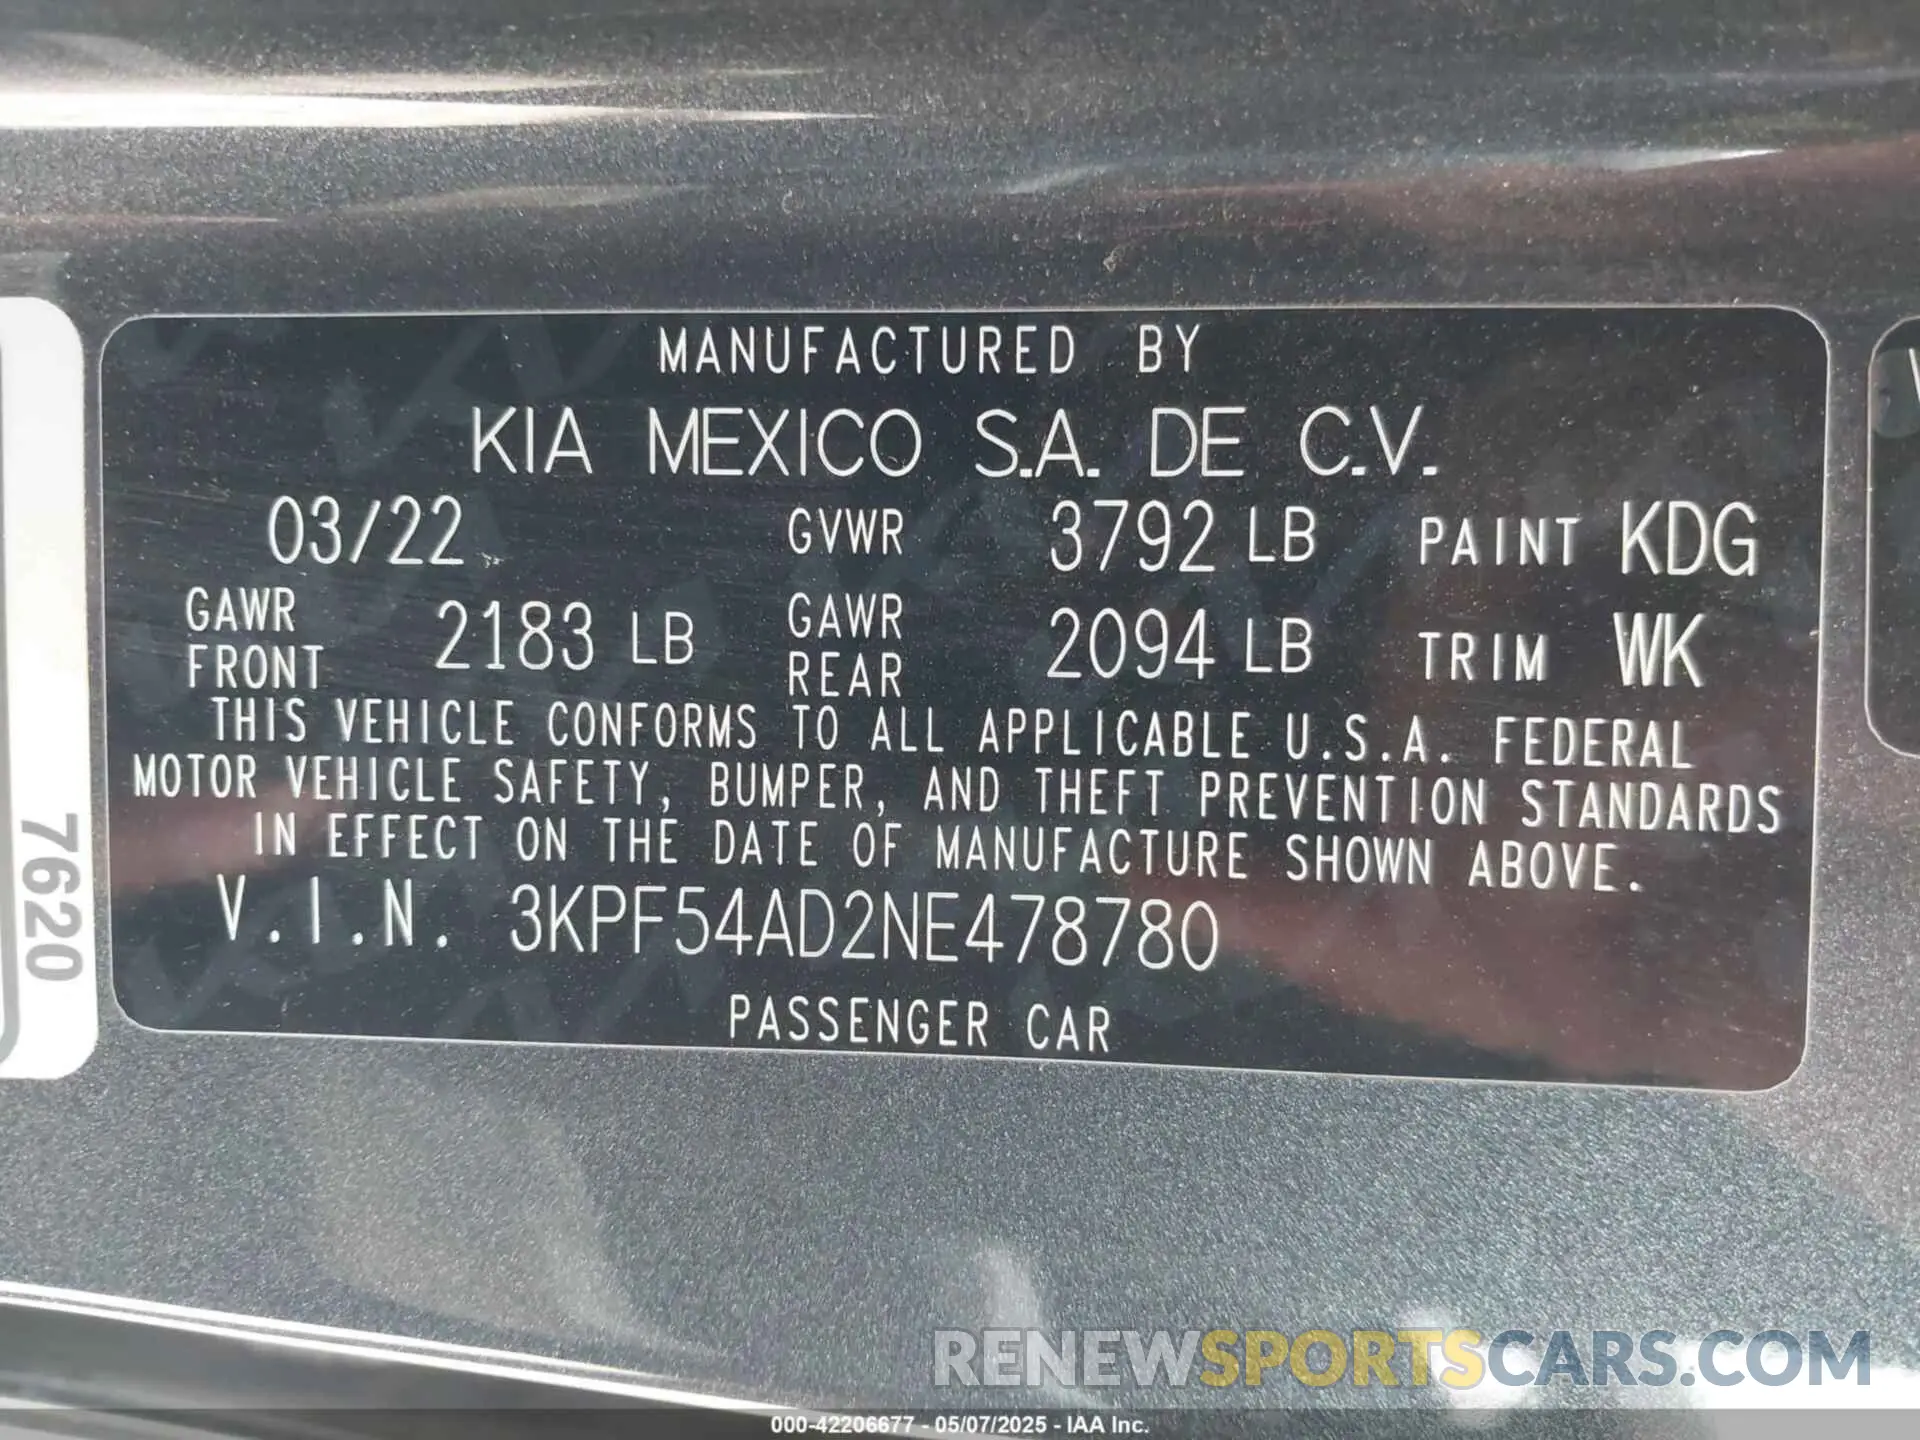 MANUFACTURED BY
KIA MEXICO S.A. DE C.V.
03/22 GVWR 3792 LB PAINT KDG
GAWR FRONT 2183 LB GAWR REAR 2094 LB TRIM WK
THIS VEHICLE CONFORMS TO ALL APPLICABLE U.S.A. FEDERAL
MOTOR VEHICLE SAFETY, BUMPER, AND THEFT PREVENTION STANDARDS
IN EFFECT ON THE DATE OF MANUFACTURE SHOWN ABOVE.
V.I.N. 3KPF54AD2NE478780
PASSENGER CAR
7620
RENEWSPORTSCARS.COM
000-42206677 - 05/07/2025 - IAA Inc.